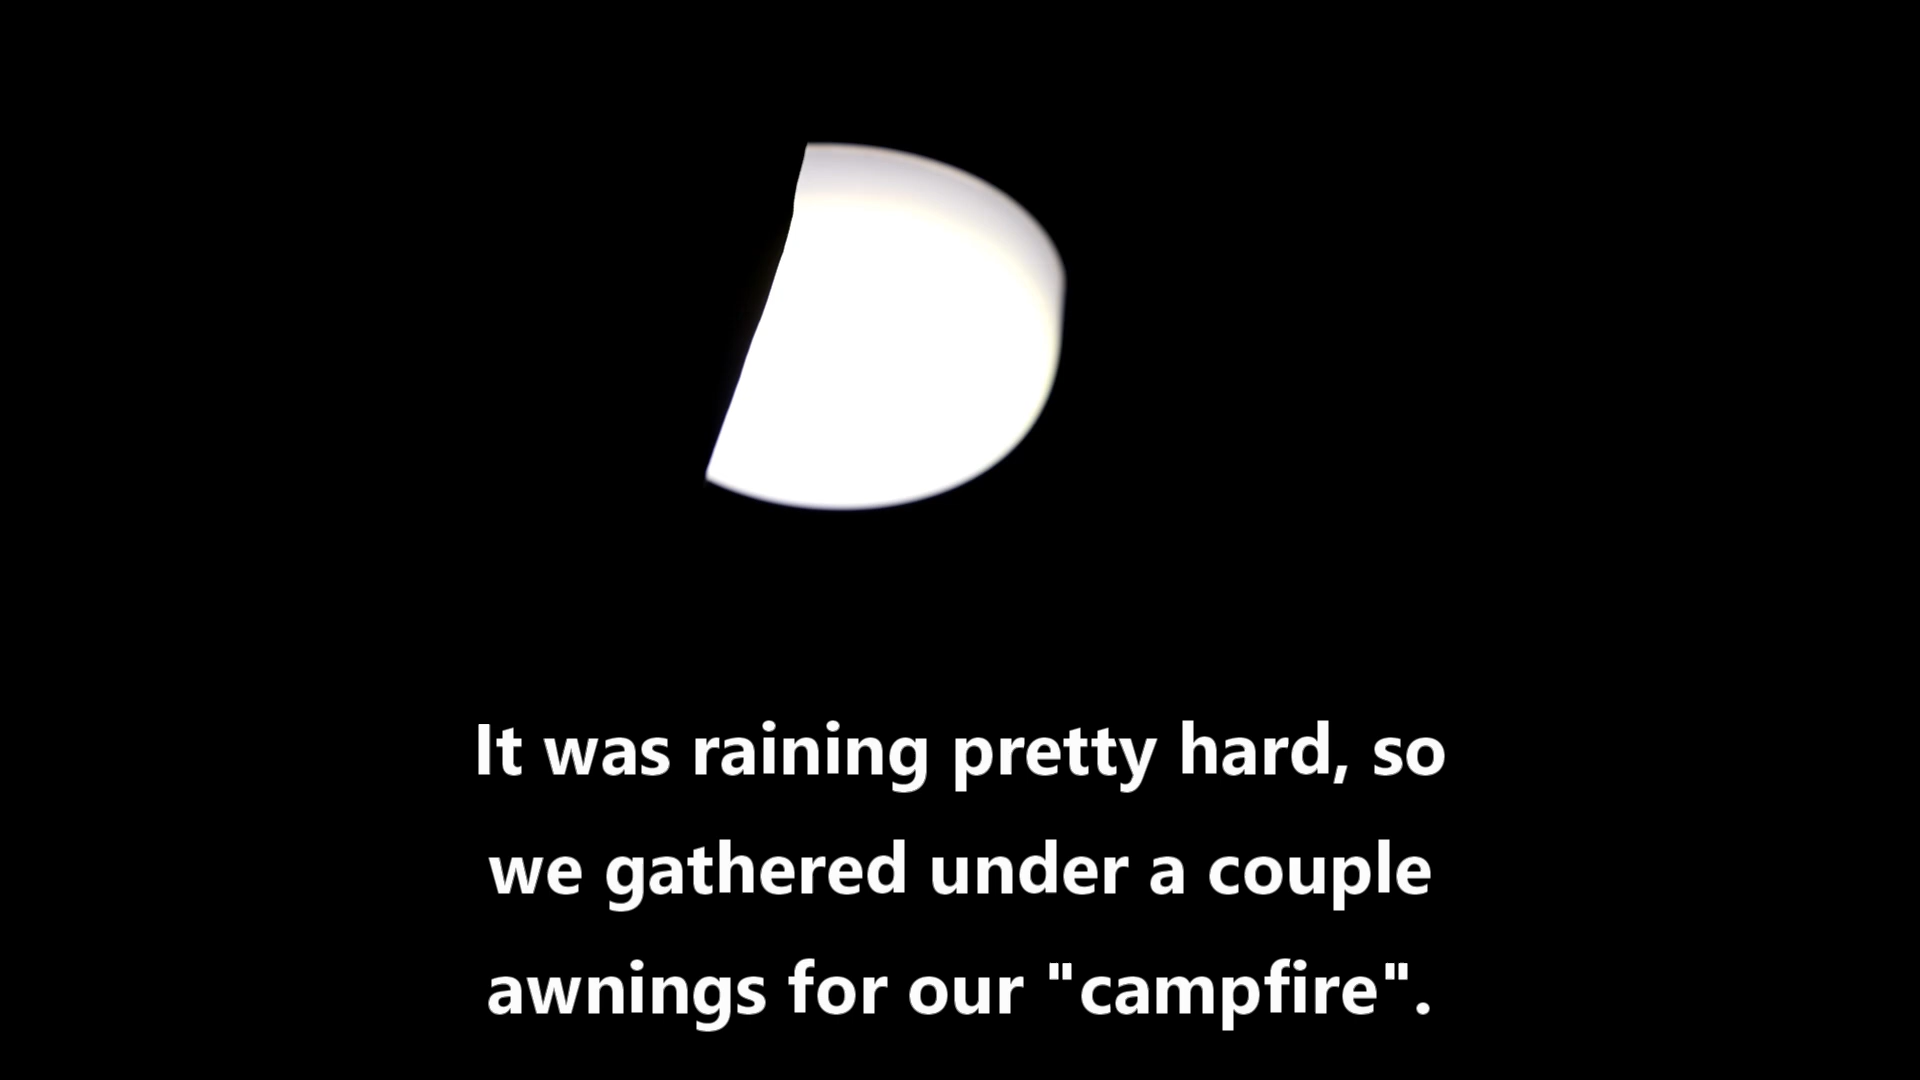 It was raining pretty hard, so
we gathered under a couple
awnings for our "campfire".